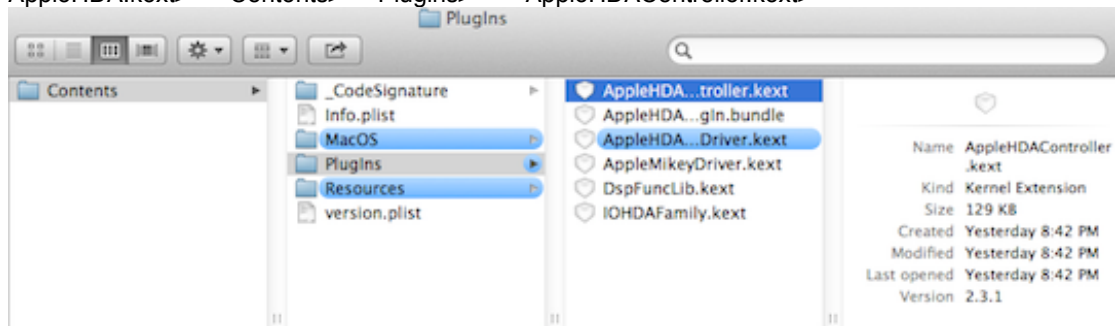 AppleHDA.kext> Contents> PlugIns> AppleHDAController.kext>
PlugIns
Contents
_CodeSignature
Info.plist
MacOS
PlugIns
Resources
version.plist
AppleHDA...troller.kext
AppleHDA...gIn.bundle
AppleHDA...Driver.kext
AppleMikeyDriver.kext
DspFuncLib.kext
IOHDAFamily.kext
Name AppleHDAController
.kext
Kind Kernel Extension
Size 129 KB
Created Yesterday 8:42 PM
Modified Yesterday 8:42 PM
Last opened Yesterday 8:42 PM
Version 2.3.1